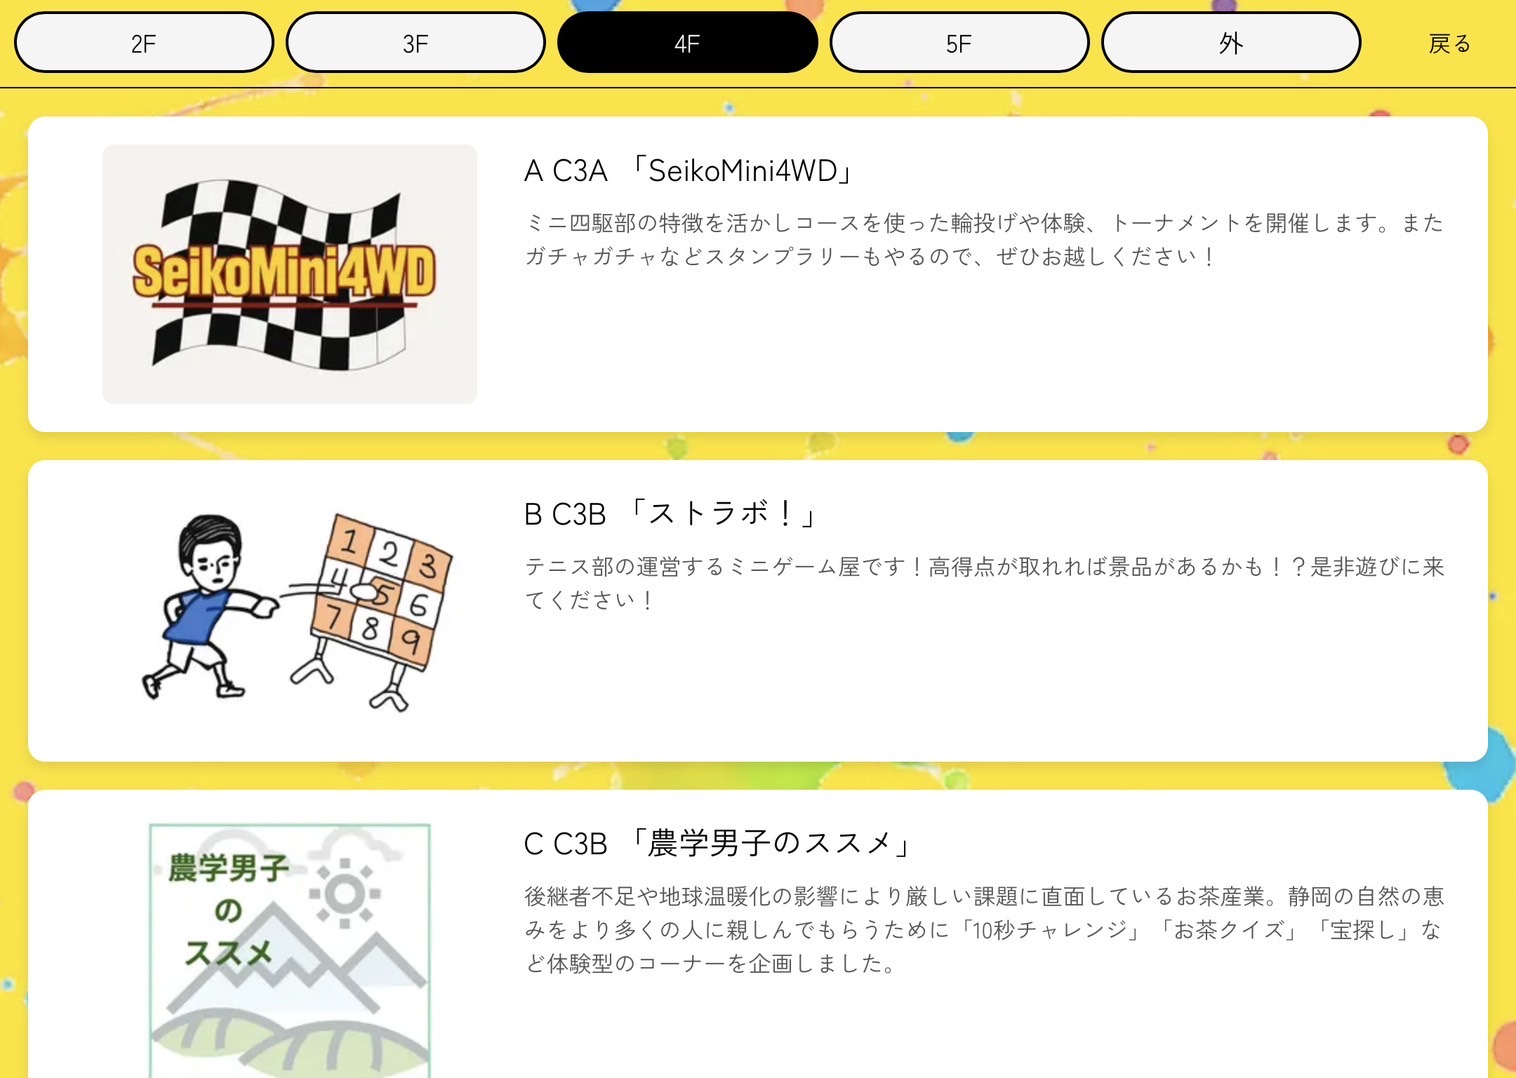 2F
3F
4F
5F
外
戻る
SeikoMini4WD
A C3A 「SeikoMini4WD」
ミニ四駆部の特徴を活かしコースを使った輪投げや体験、トーナメントを開催します。また
ガチャガチャなどスタンプラリーもやるので、ぜひお越しください！
1 2 3
4 5 6
7 8 9
B C3B 「ストラボ！」
テニス部の運営するミニゲーム屋です！高得点が取れれば景品があるかも！？是非遊びに来
てください！
農学男子
の
ススメ
C C3B 「農学男子のススメ」
後継者不足や地球温暖化の影響により厳しい課題に直面しているお茶産業。静岡の自然の恵
みをより多くの人に親しんでもらうために「10秒チャレンジ」「お茶クイズ」「宝探し」な
ど体験型のコーナーを企画しました。